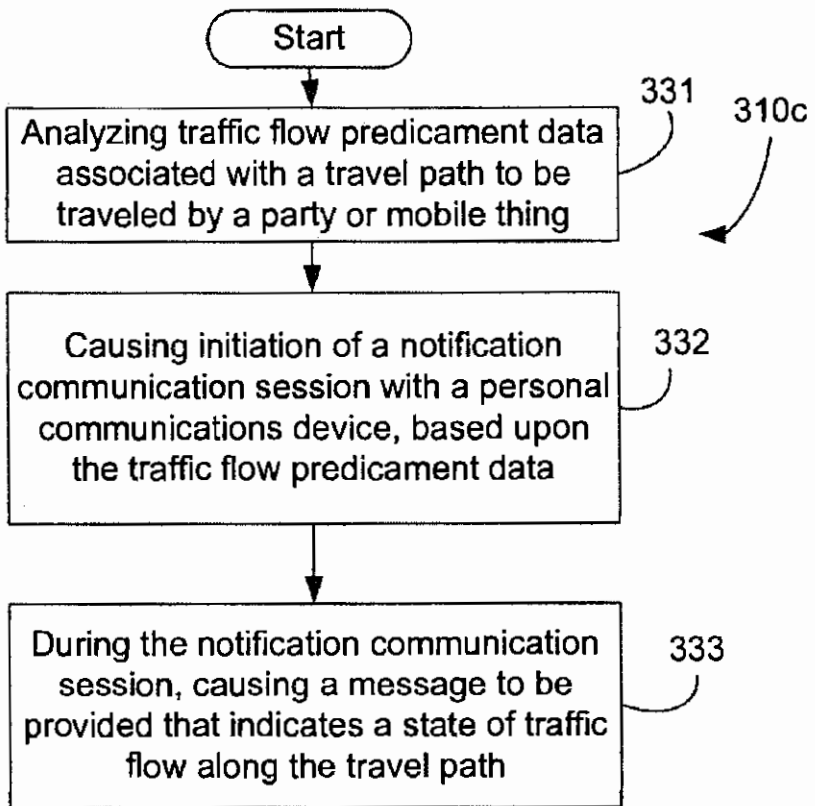 Start
331
310c
Analyzing traffic flow predicament data
associated with a travel path to be
traveled by a party or mobile thing
332
Causing initiation of a notification
communication session with a personal
communications device, based upon
the traffic flow predicament data
333
During the notification communication
session, causing a message to be
provided that indicates a state of traffic
flow along the travel path